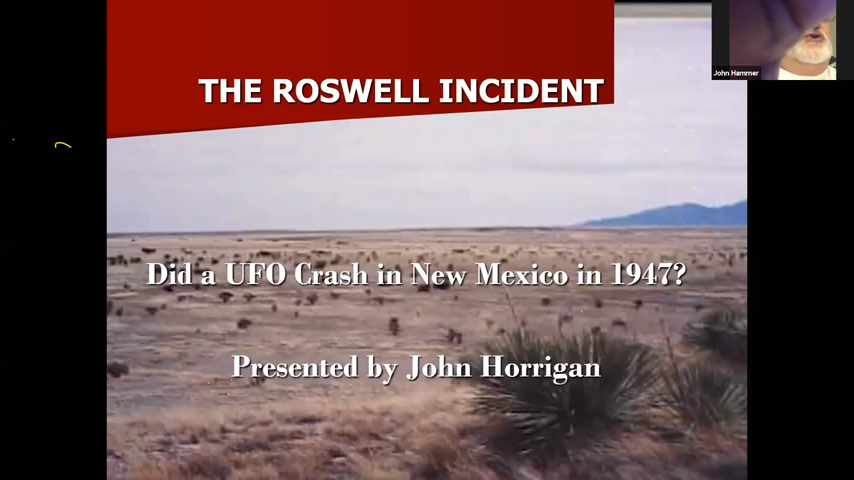 THE ROSWELL INCIDENT
John Hammer
Did a UFO Crash in New Mexico in 1947?
Presented by John Horrigan